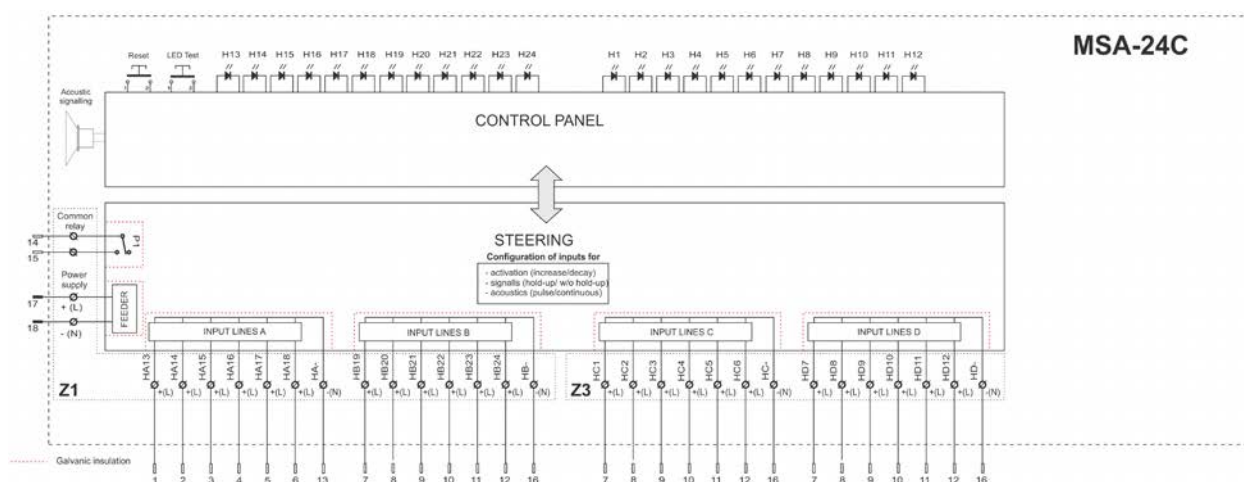 MSA-24C
Reset
LED Test
H13 H14 H15 H16 H17 H18 H19 H20 H21 H22 H23 H24
H1 H2 H3 H4 H5 H6 H7 H8 H9 H10 H11 H12
Acoustic
signalling
CONTROL PANEL
Common
relay
14
15
P1
STEERING
Configuration of inputs for
- activation (increase/decay)
- signalls (hold-up/ w/o hold-up)
- acoustics (pulse/continuous)
Power
supply
17
+ (L)
18
- (N)
FEEDER
INPUT LINES A
INPUT LINES B
INPUT LINES C
INPUT LINES D
HA13 HA14 HA15 HA16 HA17 HA18 HA-
HB19 HB20 HB21 HB22 HB23 HB24 HB-
HC1 HC2 HC3 HC4 HC5 HC6 HC-
HD7 HD8 HD9 HD10 HD11 HD12 HD-
Z1
+(L) +(L) +(L) +(L) +(L) +(L) -(N)
+(L) +(L) +(L) +(L) +(L) +(L) -(N)
Z3
+(L) +(L) +(L) +(L) +(L) +(L) -(N)
+(L) +(L) +(L) +(L) +(L) +(L) -(N)
Galvanic insulation
1 2 3 4 5 6 13
7 8 9 10 11 12 16
7 8 9 10 11 12 16
7 8 9 10 11 12 16